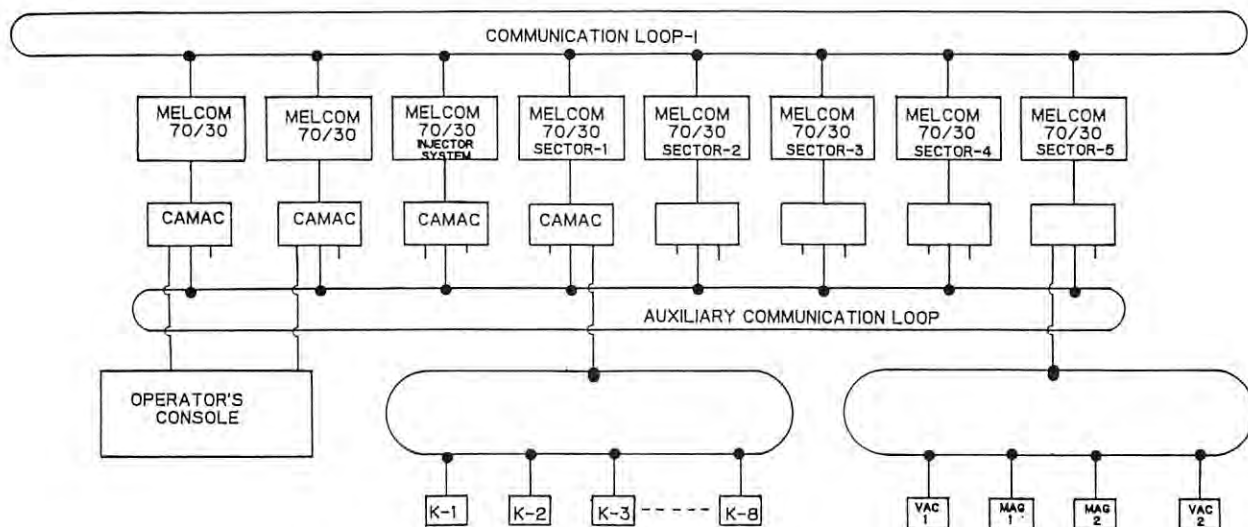 COMMUNICATION LOOP-1
MELCOM
70/30
MELCOM
70/30
MELCOM
70/30
INJECTOR
SYSTEM
MELCOM
70/30
SECTOR-1
MELCOM
70/30
SECTOR-2
MELCOM
70/30
SECTOR-3
MELCOM
70/30
SECTOR-4
MELCOM
70/30
SECTOR-5
CAMAC
CAMAC
CAMAC
CAMAC
AUXILIARY COMMUNICATION LOOP
OPERATOR'S
CONSOLE
K-1
K-2
K-3
K-8
VAC
1
MAG
1
MAG
2
VAC
2